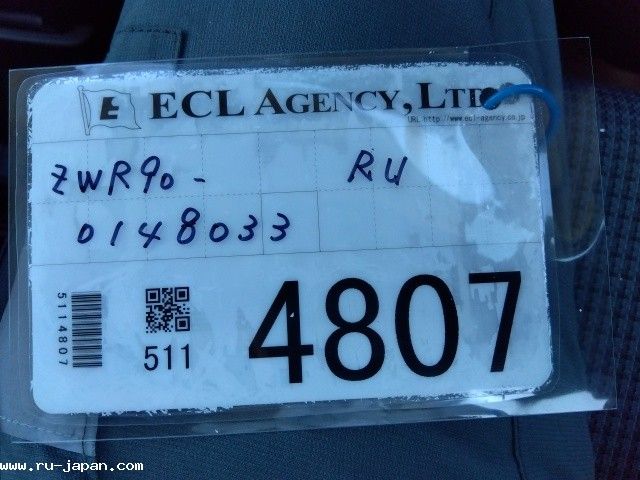 E ECL AGENCY, LTD
URL http://www.ecl-agency.co.jp
ZWR90- RU
0148033
5114807
511
4807
www.ru-japan.com